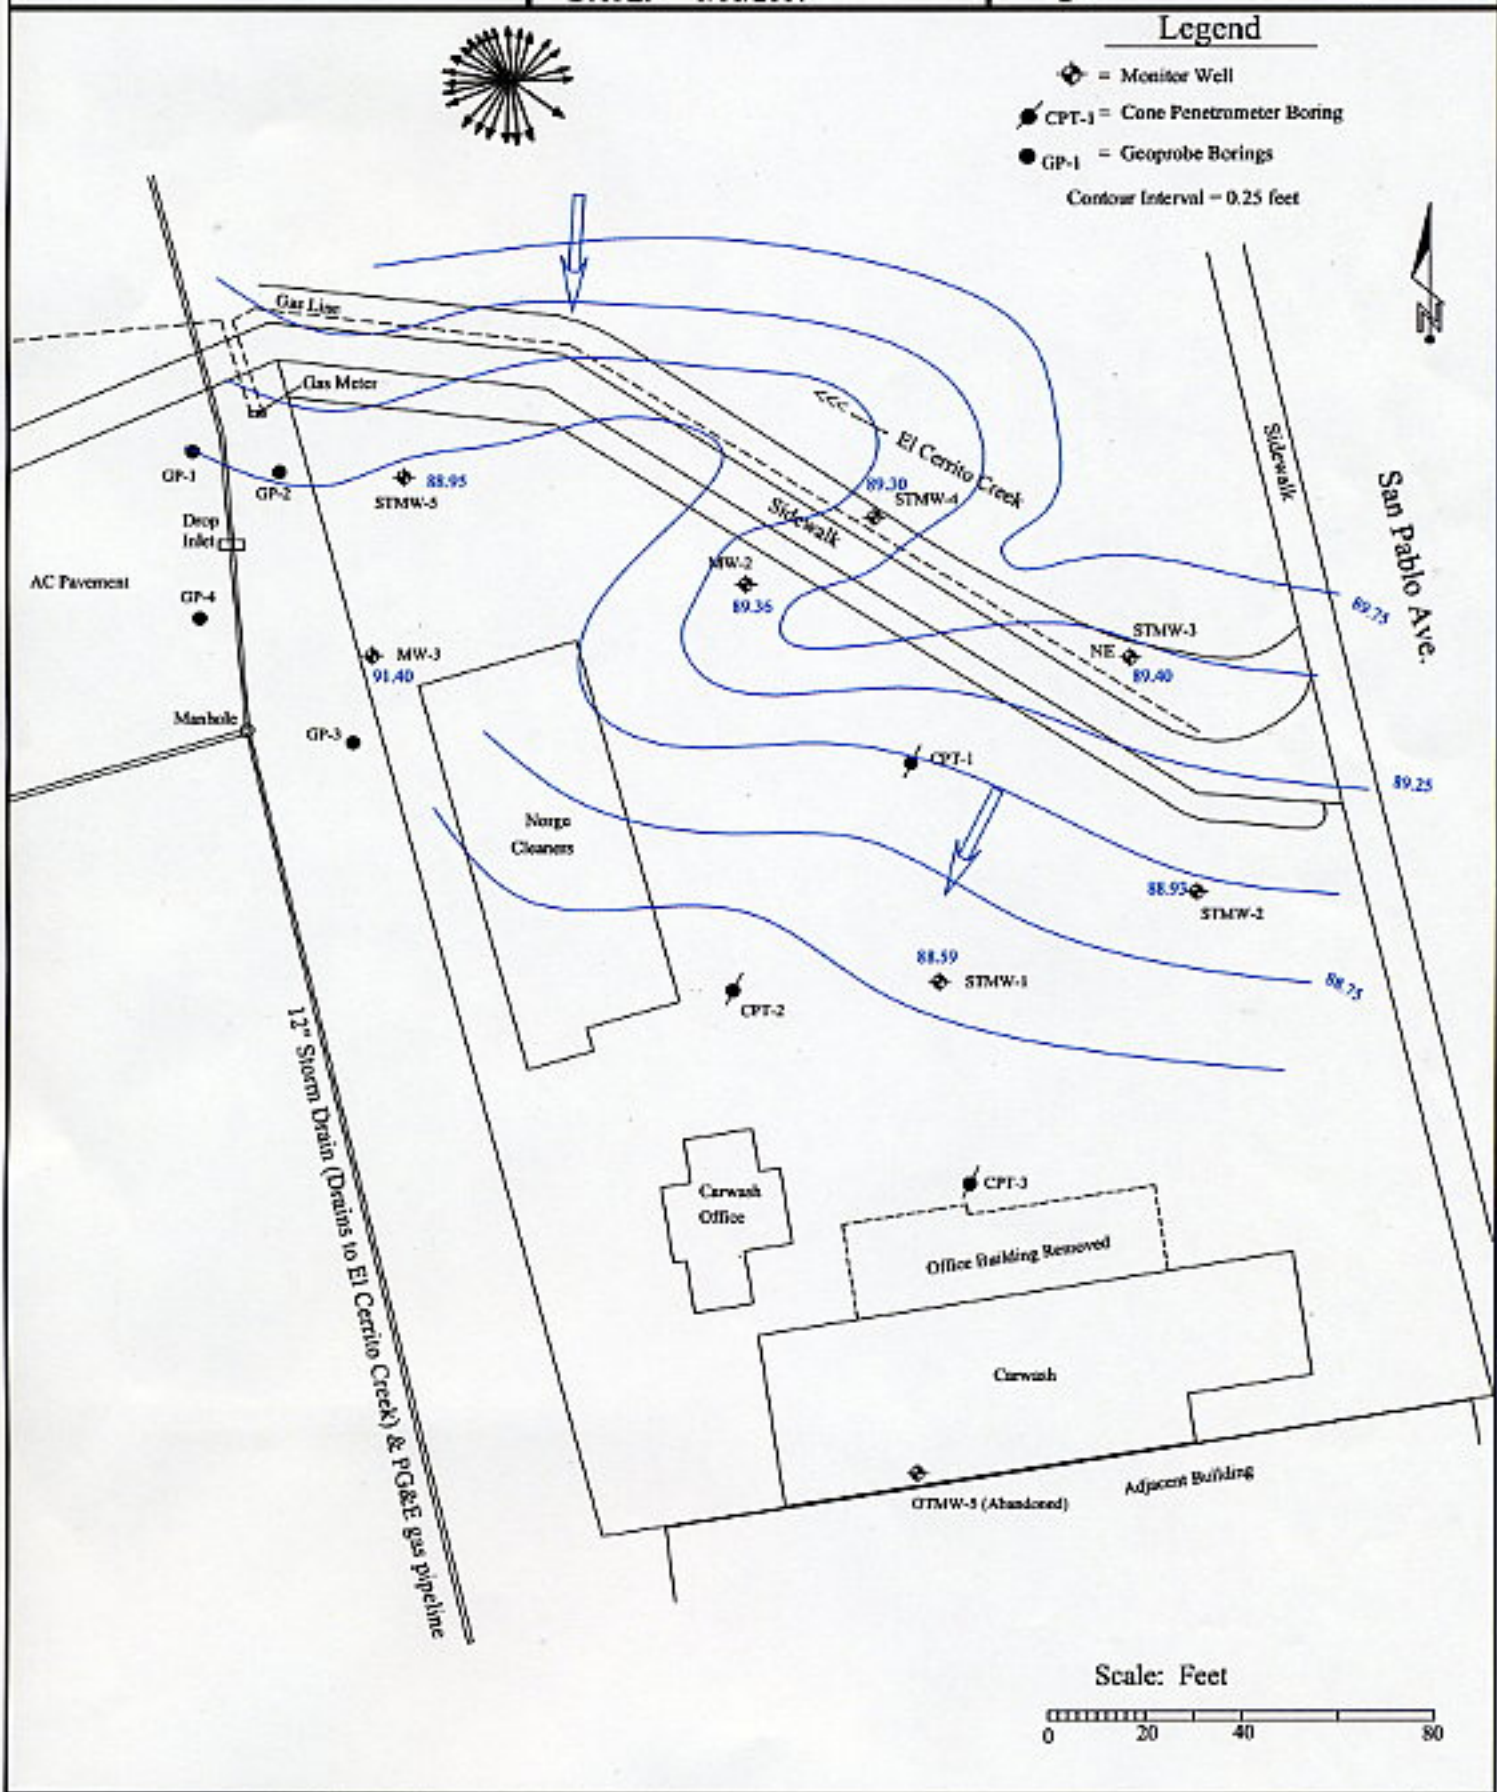 Legend
= Monitor Well
CPT-1 = Cone Penetrometer Boring
GP-1 = Geoprobe Borings
Contour Interval = 0.25 feet
N
Gas Line
Gas Meter
<<<
El Cerrito Creek
Sidewalk
Sidewalk
San Pablo Ave.
GP-1
GP-2
88.95
STMW-5
89.30
STMW-4
Drop
Inlet
AC Pavement
MW-2
89.36
GP-4
89.75
STMW-3
NE
89.40
MW-3
91.40
Manhole
GP-3
CPT-1
89.25
Norge
Cleaners
88.93
STMW-2
88.59
STMW-1
88.75
CPT-2
12" Storm Drain (Drains to El Cerrito Creek) & PG&E gas pipeline
Carwash
Office
CPT-3
Office Building Removed
Carwash
Adjacent Building
OTMW-5 (Abandoned)
Scale: Feet
0 20 40 80